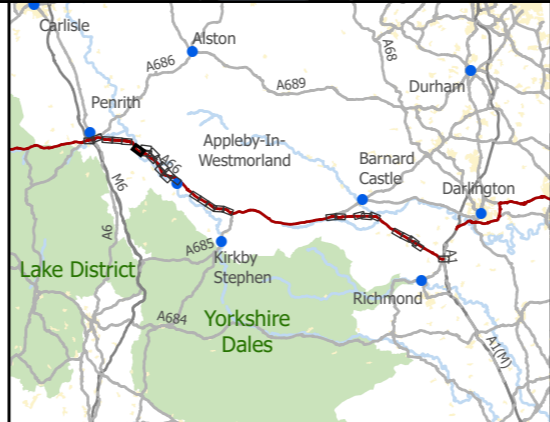 Carlisle
Alston
A68
A686
A689
Durham
Penrith
Appleby-In-
Westmorland
A66
Barnard
Castle
Darlington
M6
A6
A685
Kirkby
Stephen
A1
Lake District
Richmond
A684
Yorkshire
Dales
A1(M)